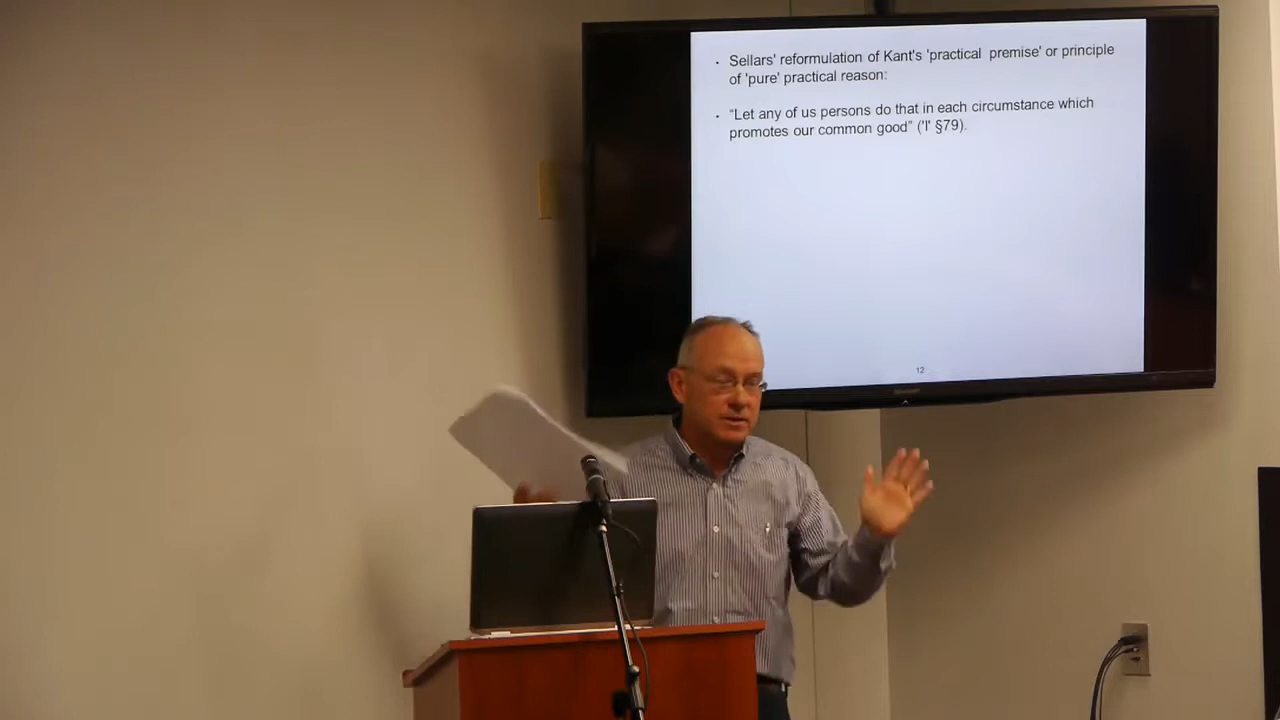 · Sellars' reformulation of Kant's 'practical premise' or principle
of 'pure' practical reason:
· “Let any of us persons do that in each circumstance which
promotes our common good” ('I' §79).
12
SHARP